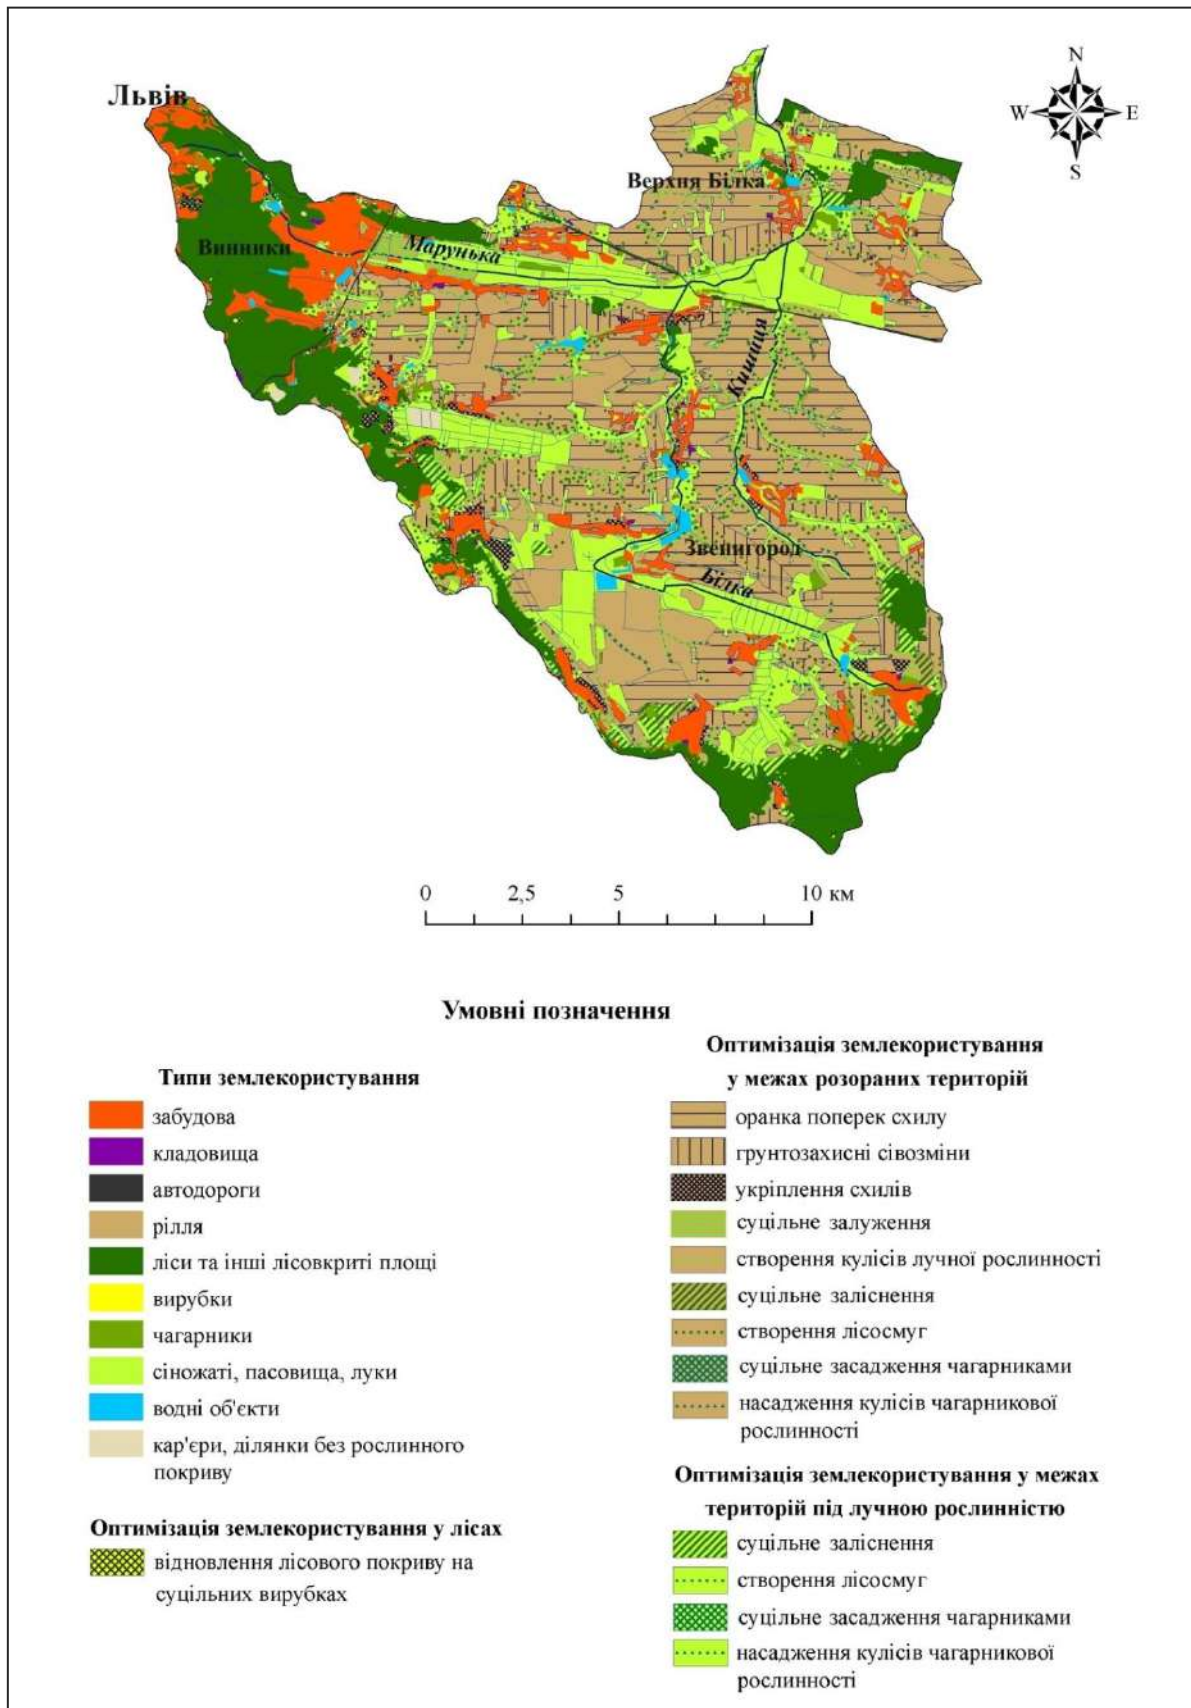 N
Львів
W
E
S
Верхня Білка
Винники
Марунька
Кишиця
Звенигород
Білка
0 2,5 5 10 км
Умовні позначення
Типи землекористування
забудова
кладовища
автодороги
рілля
ліси та інші лісовкриті площі
вирубки
чагарники
сіножаті, пасовища, луки
водні об'єкти
кар'єри, ділянки без рослинного
покриву
Оптимізація землекористування у лісах
відновлення лісового покриву на
суцільних вирубках
Оптимізація землекористування
у межах розораних територій
оранка поперек схилу
грунтозахисні сівозміни
укріплення схилів
суцільне залуження
створення кулісів лучної рослинності
суцільне заліснення
створення лісосмуг
суцільне засадження чагарниками
насадження кулісів чагарникової
рослинності
Оптимізація землекористування у межах
територій під лучною рослинністю
суцільне заліснення
створення лісосмуг
суцільне засадження чагарниками
насадження кулісів чагарникової
рослинності